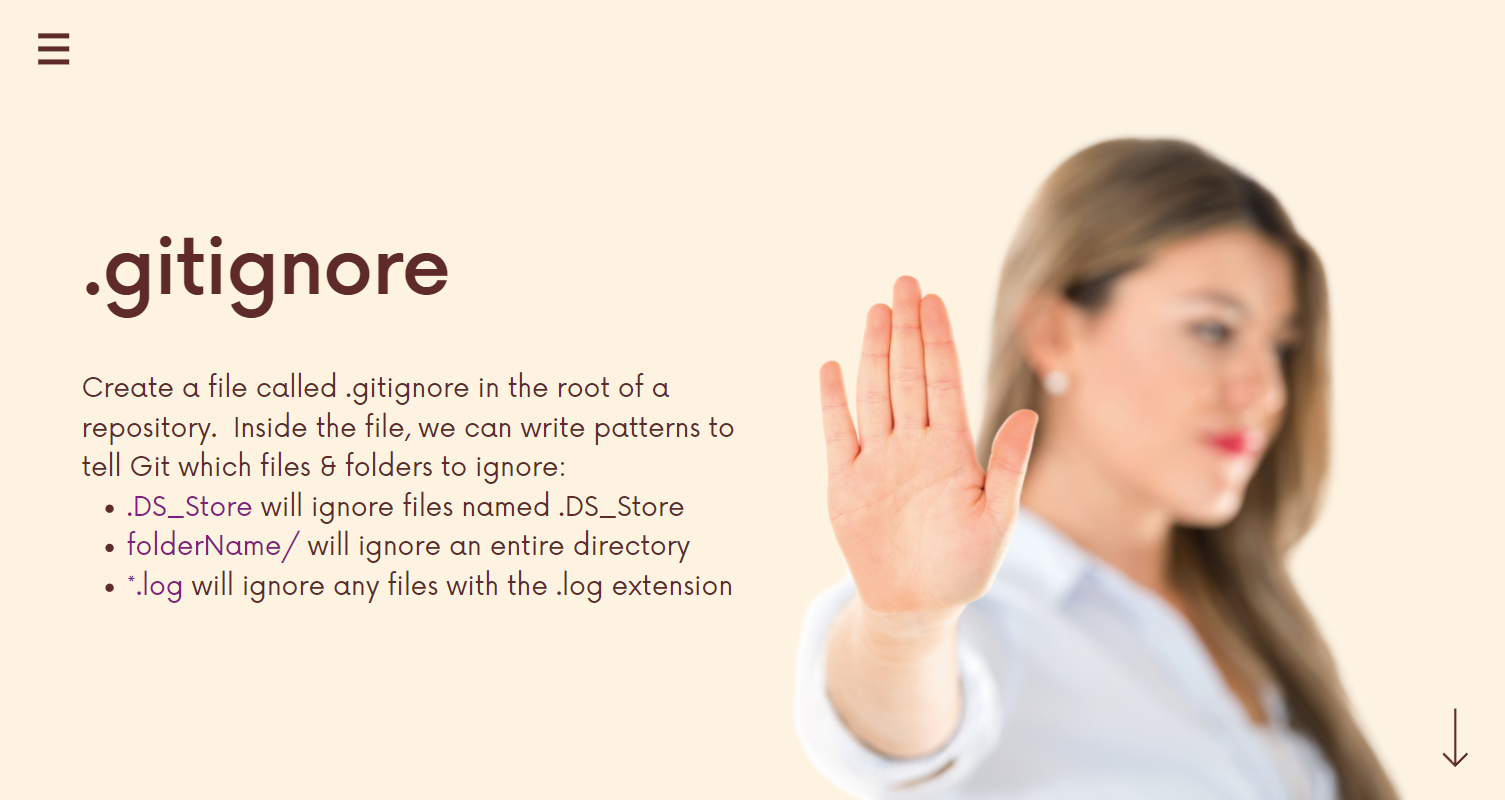 .gitignore
Create a file called .gitignore in the root of a
repository.  Inside the file, we can write patterns to
tell Git which files & folders to ignore:
• .DS_Store will ignore files named .DS_Store
• folderName/ will ignore an entire directory
• *.log will ignore any files with the .log extension